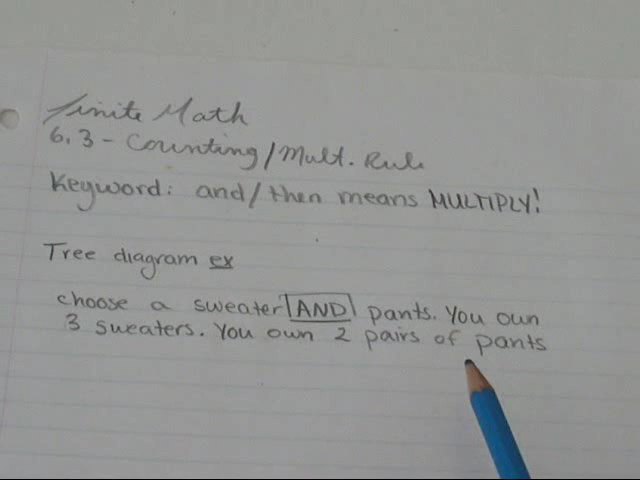 Finite Math
6.3 - Counting/Mult. Rule
Keyword: and/then means MULTIPLY!
Tree diagram ex
choose a sweater AND pants. You own
3 sweaters. You own 2 pairs of pants